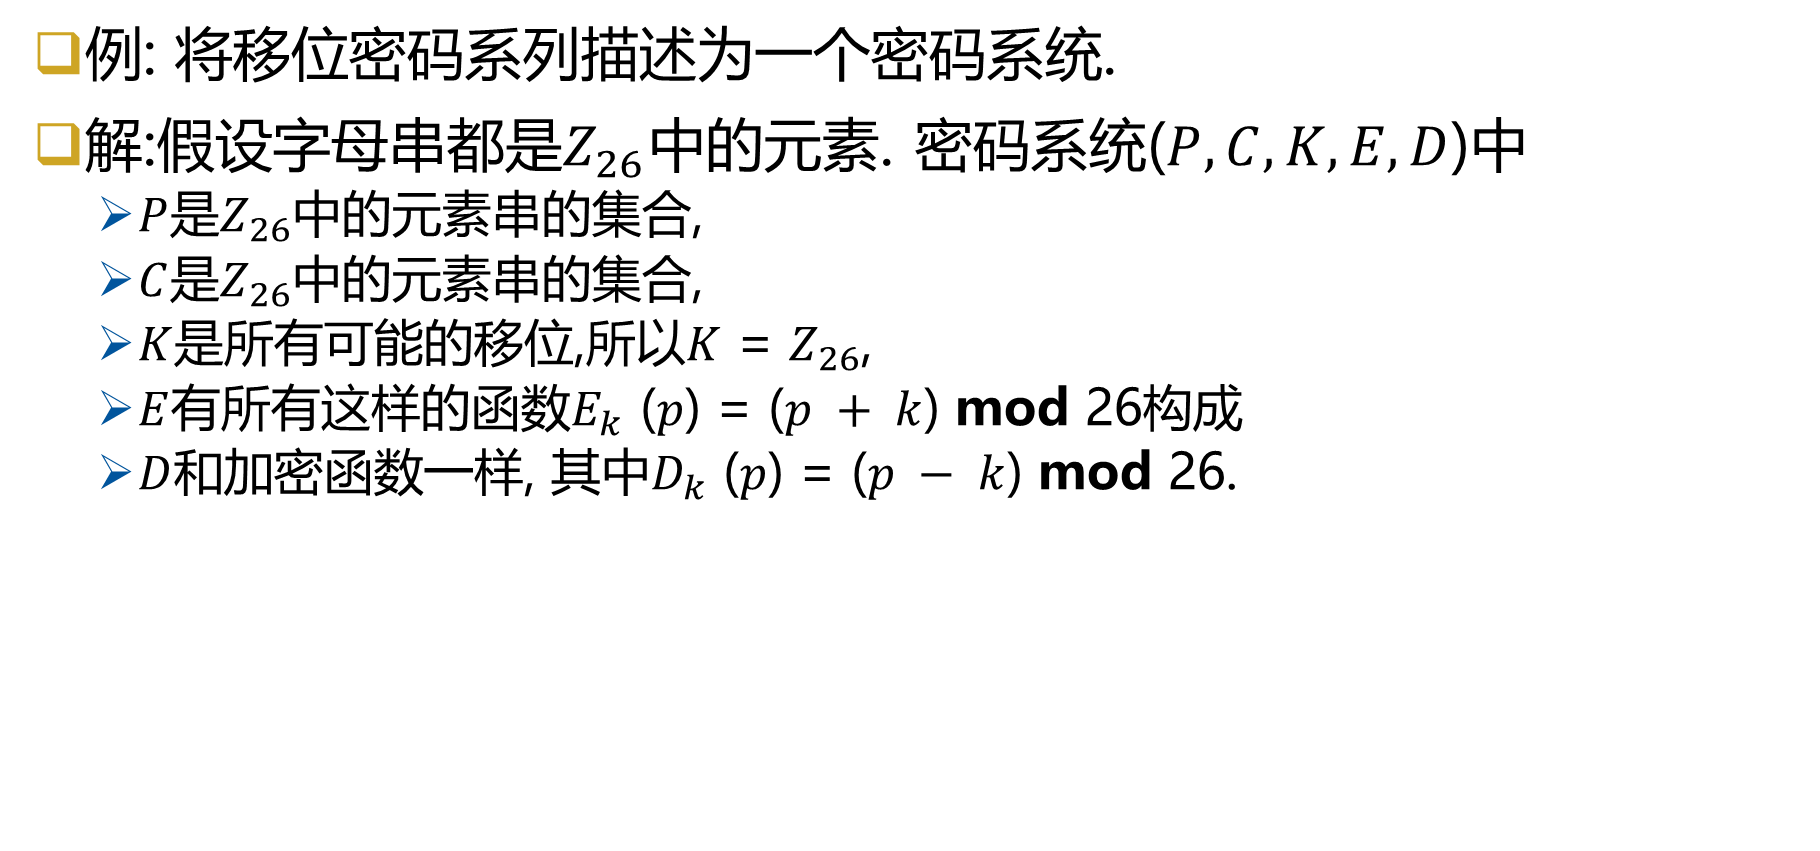 例: 将移位密码系列描述为一个密码系统.
解:假设字母串都是Z₂₆中的元素. 密码系统(P, C, K, E, D)中
P是Z₂₆中的元素串的集合,
C是Z₂₆中的元素串的集合,
K是所有可能的移位,所以K = Z₂₆,
E有所有这样的函数Eₖ (p) = (p + k) mod 26构成
D和加密函数一样, 其中Dₖ (p) = (p − k) mod 26.